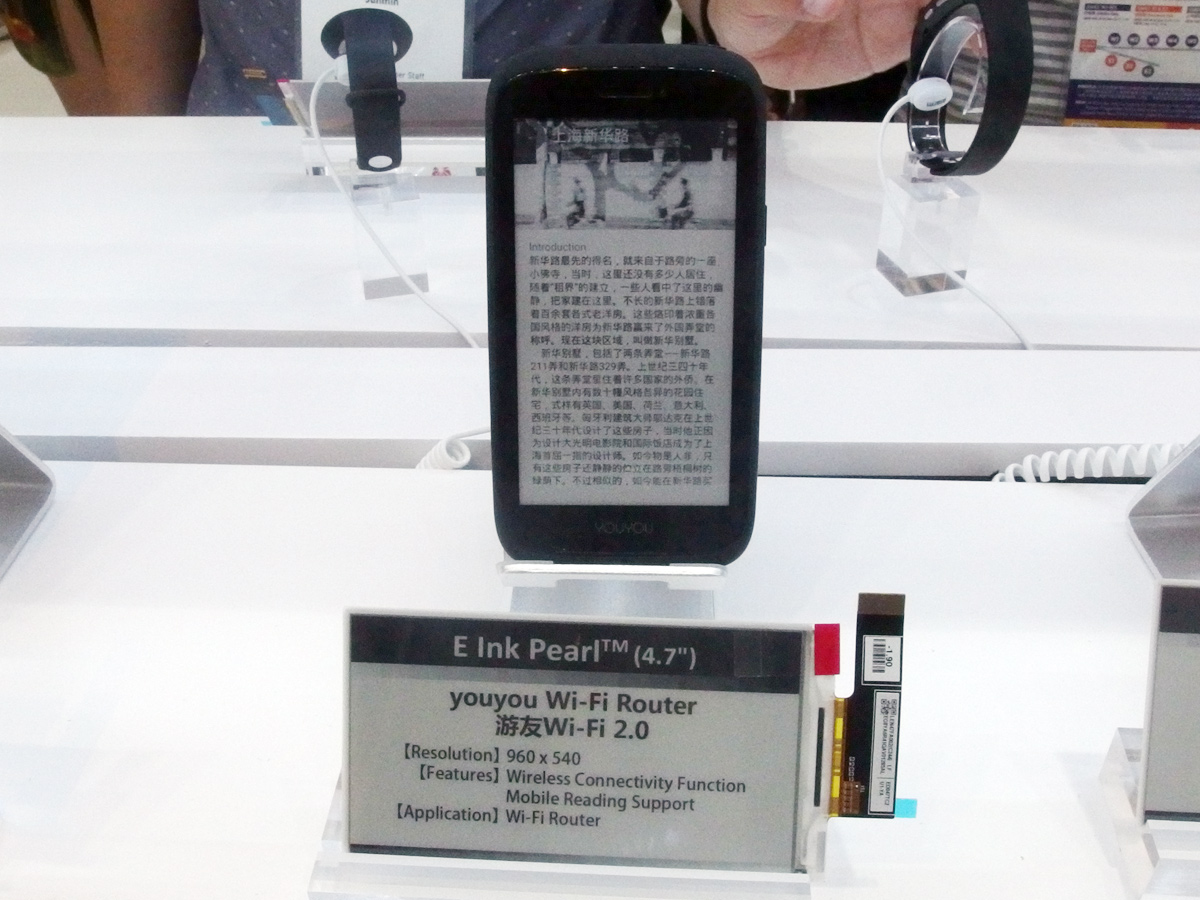 上海新华路
Introduction
新华路最先的得名，就来自于路旁的一座
小佛寺，当时，这里还没有多少人居住，
随着"租界"的建立，一些人看中了这里的幽
静，把家建在这里。不长的新华路上错落
着百余套各式老洋房。这些烙印着浓重各
国风格的洋房为新华路赢来了外国弄堂的
称呼。现在这块区域，叫做新华别墅。
新华别墅，包括了两条弄堂——新华路
211弄和新华路329弄。上世纪三四十年
代，这条弄堂里住着许多国家的外侨。在
新华别墅内有数十幢风格各异的花园住
宅，式样有英国、美国、荷兰、意大利、
西班牙等。匈牙利建筑大师邬达克在上世
纪三十年代设计了这些房子，当时他正因
为设计大光明电影院和国际饭店成为了上
海首屈一指的设计师。如今物是人非，只
有这些房子还静静的伫立在路旁梧桐树的
绿荫下。不过相似的，如今能在新华路买
YOUYOU
E Ink Pearl™ (4.7")
youyou Wi-Fi Router
游友Wi-Fi 2.0
【Resolution】960 x 540
【Features】Wireless Connectivity Function
Mobile Reading Support
【Application】Wi-Fi Router
-1.90